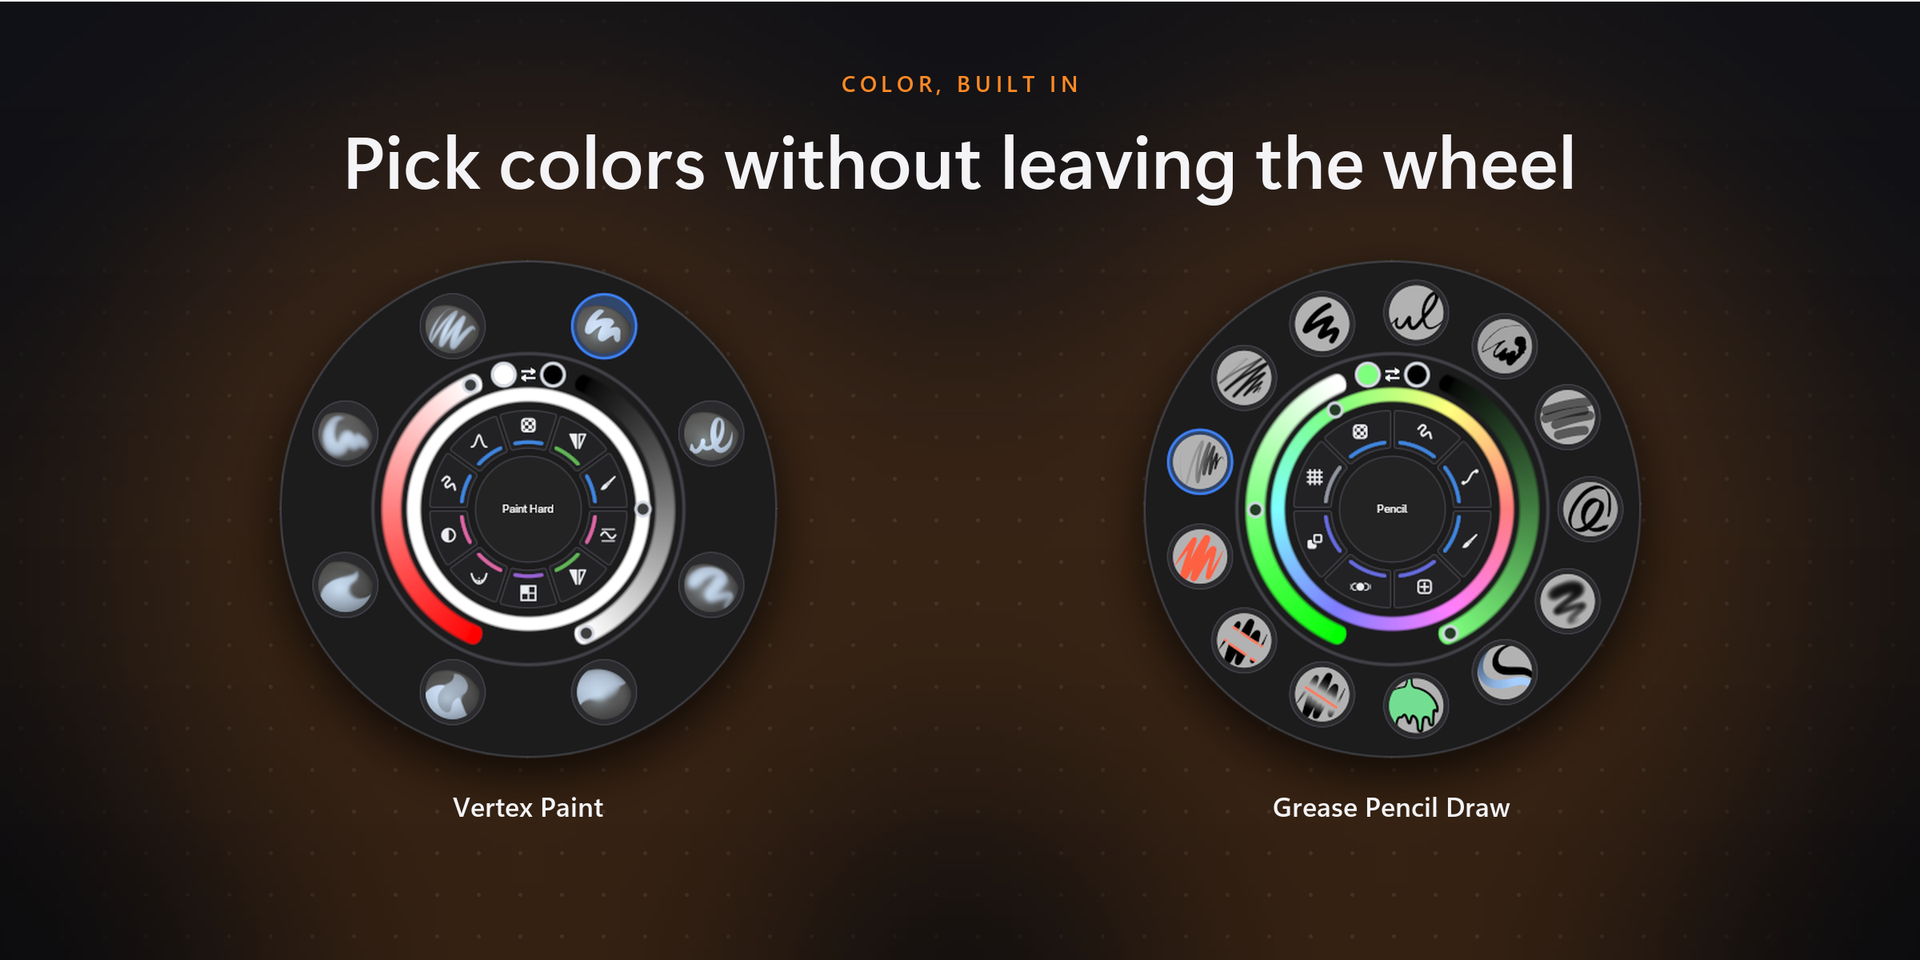 COLOR, BUILT IN
Pick colors without leaving the wheel
Paint Hard
Pencil
Vertex Paint
Grease Pencil Draw